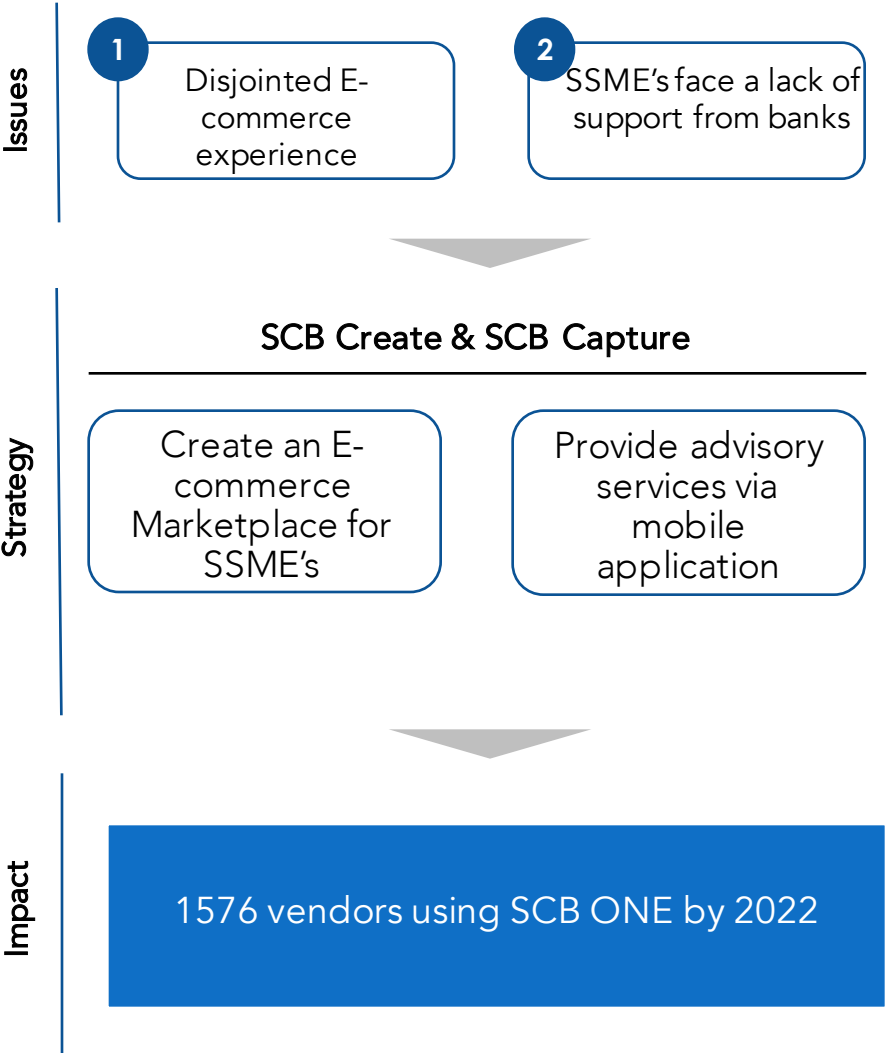 Issues
1
Disjointed E-
commerce
experience
2
SSME's face a lack of
support from banks
Strategy
SCB Create & SCB Capture
Create an E-
commerce
Marketplace for
SSME's
Provide advisory
services via
mobile
application
Impact
1576 vendors using SCB ONE by 2022